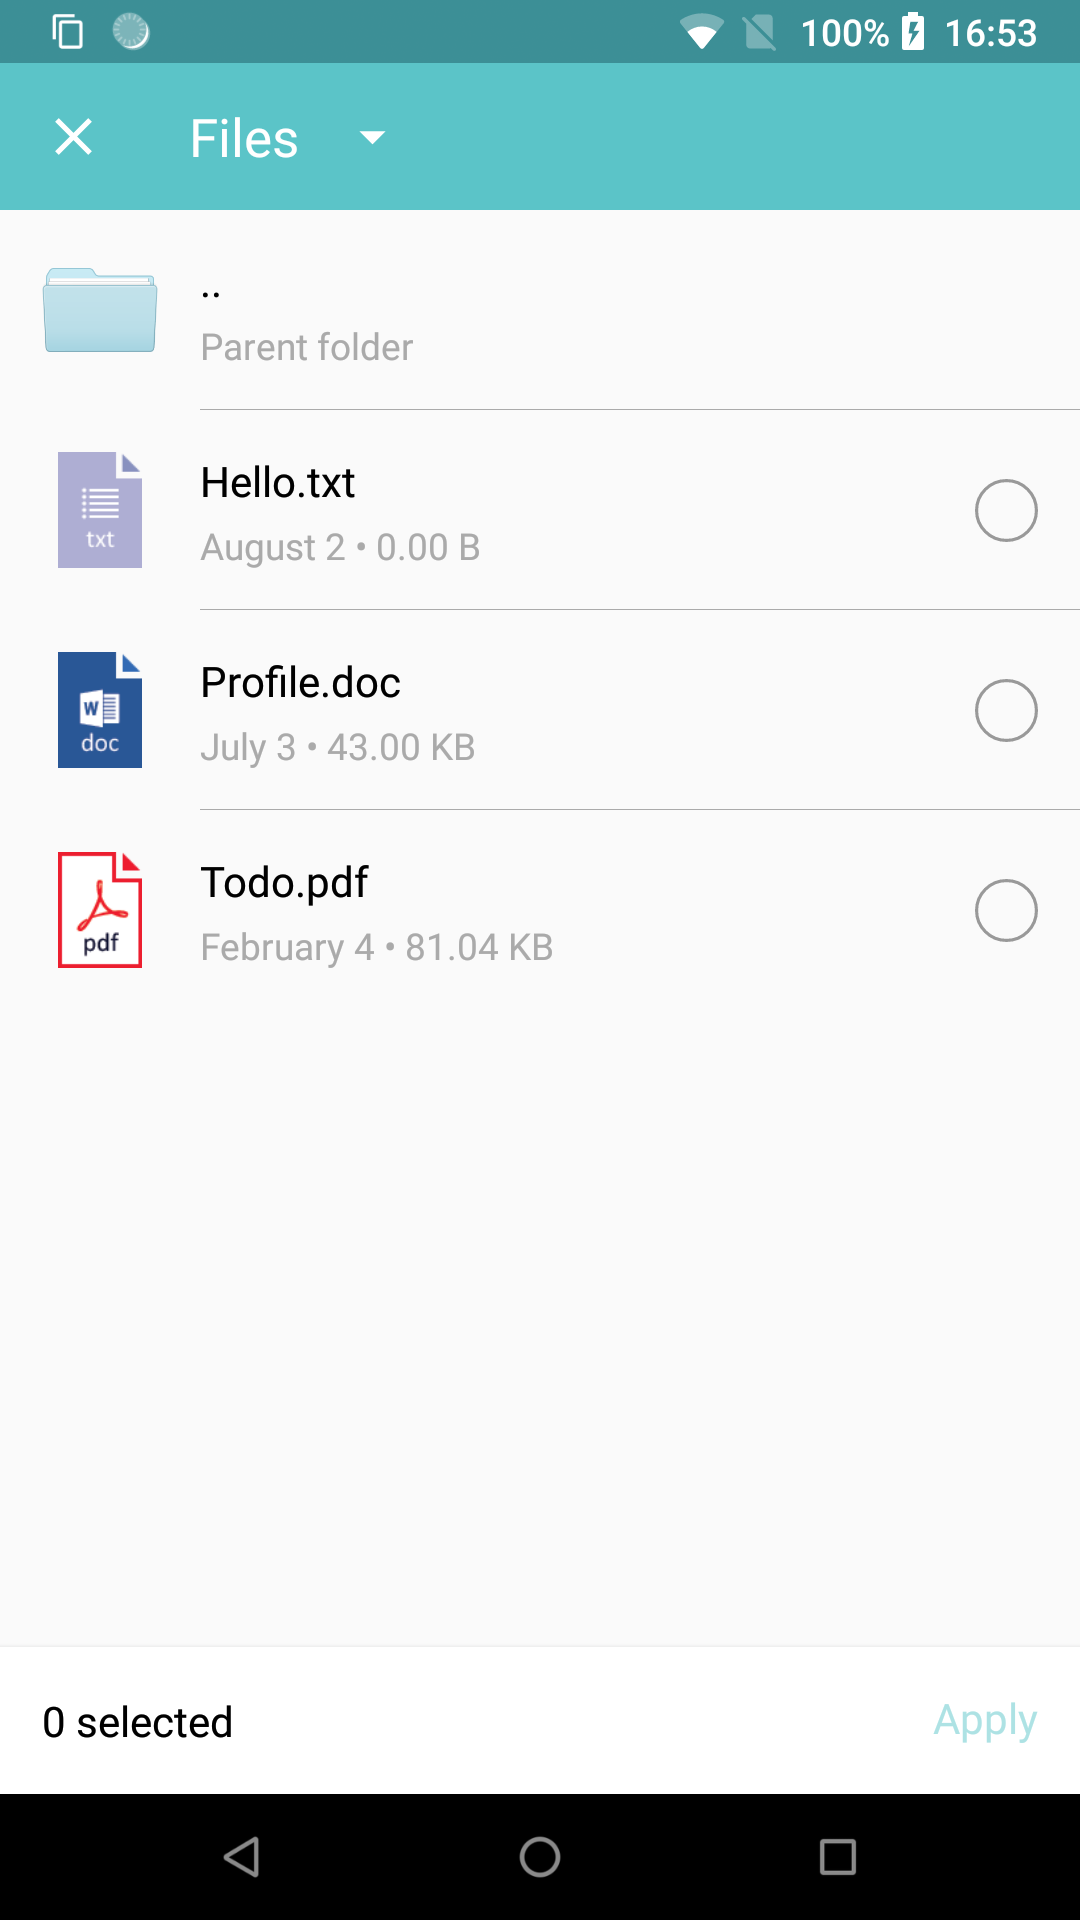 100% 16:53
Files
..
Parent folder
txt
Hello.txt
August 2 • 0.00 B
W
doc
Profile.doc
July 3 • 43.00 KB
pdf
Todo.pdf
February 4 • 81.04 KB
0 selected
Apply